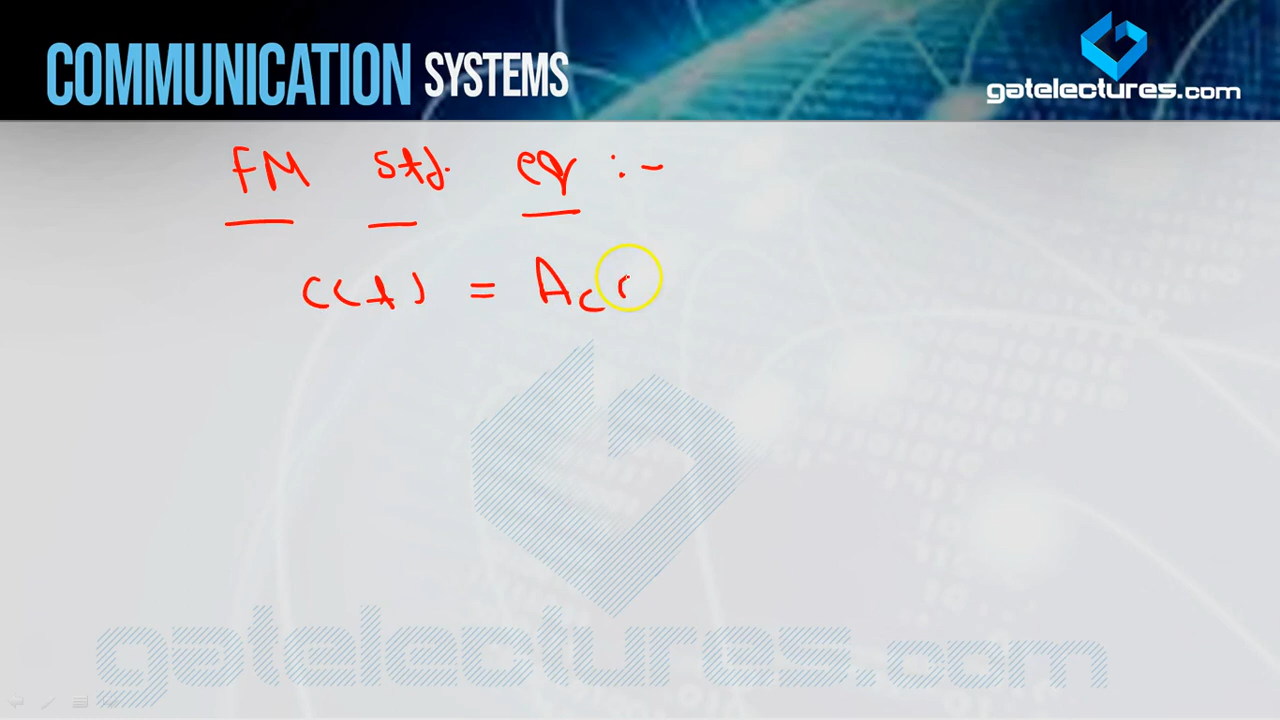 COMMUNICATION SYSTEMS
gatelectures.com
FM std. eq :-
c(t) = Ac
gatelectures.com